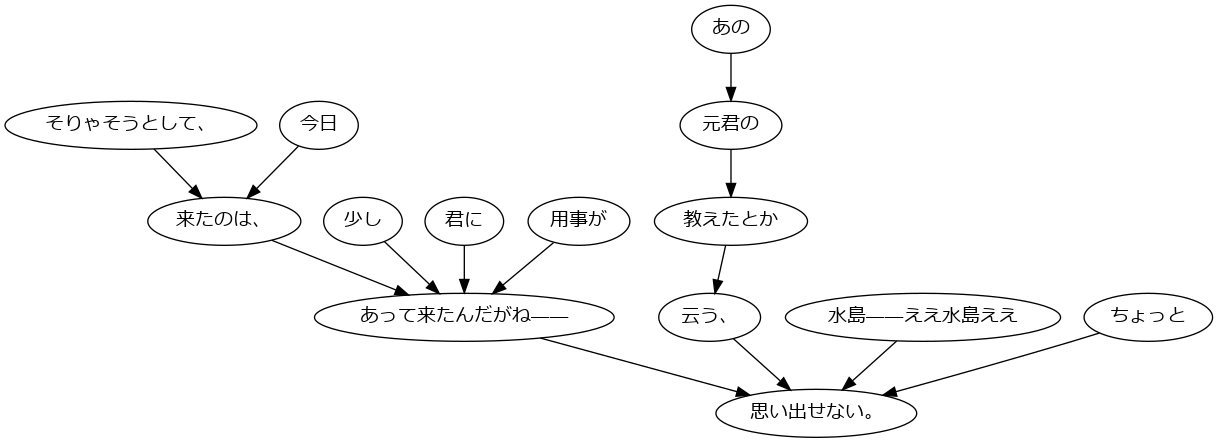 あの
そりゃそうとして、
今日
元君の
来たのは、
少し
君に
用事が
教えたとか
あって来たんだがね――
云う、
水島――ええ水島ええ
ちょっと
思い出せない。